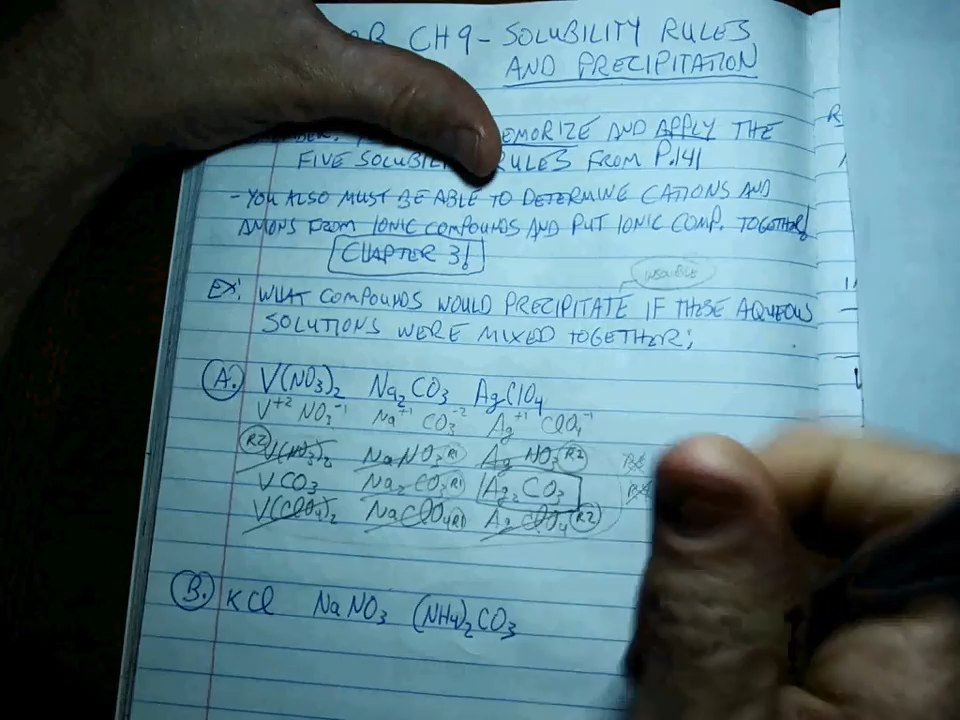 CH 9 - SOLUBILITY RULES
AND PRECIPITATION
MEMORIZE AND APPLY THE
FIVE SOLUBILI RULES FROM P.141
- YOU ALSO MUST BE ABLE TO DETERMINE CATIONS AND
ANIONS FROM IONIC COMPOUNDS AND PUT IONIC COMP. TOGETHER!
CHAPTER 3!
INSOLUBLE
EX: WHAT COMPOUNDS WOULD PRECIPITATE IF THESE AQUEOUS
SOLUTIONS WERE MIXED TOGETHER:
A. V(NO3)2 Na2CO3 AgClO4
V+2 NO3-1 Na+1 CO3-2 Ag+1 ClO4-1
R2 V(NO3)2 NaNO3 R1 AgNO3 R2
VCO3 Na2CO3 R1 Ag2CO3
V(ClO4)2 NaClO4 R1 AgClO4 R2
B. KCl NaNO3 (NH4)2CO3